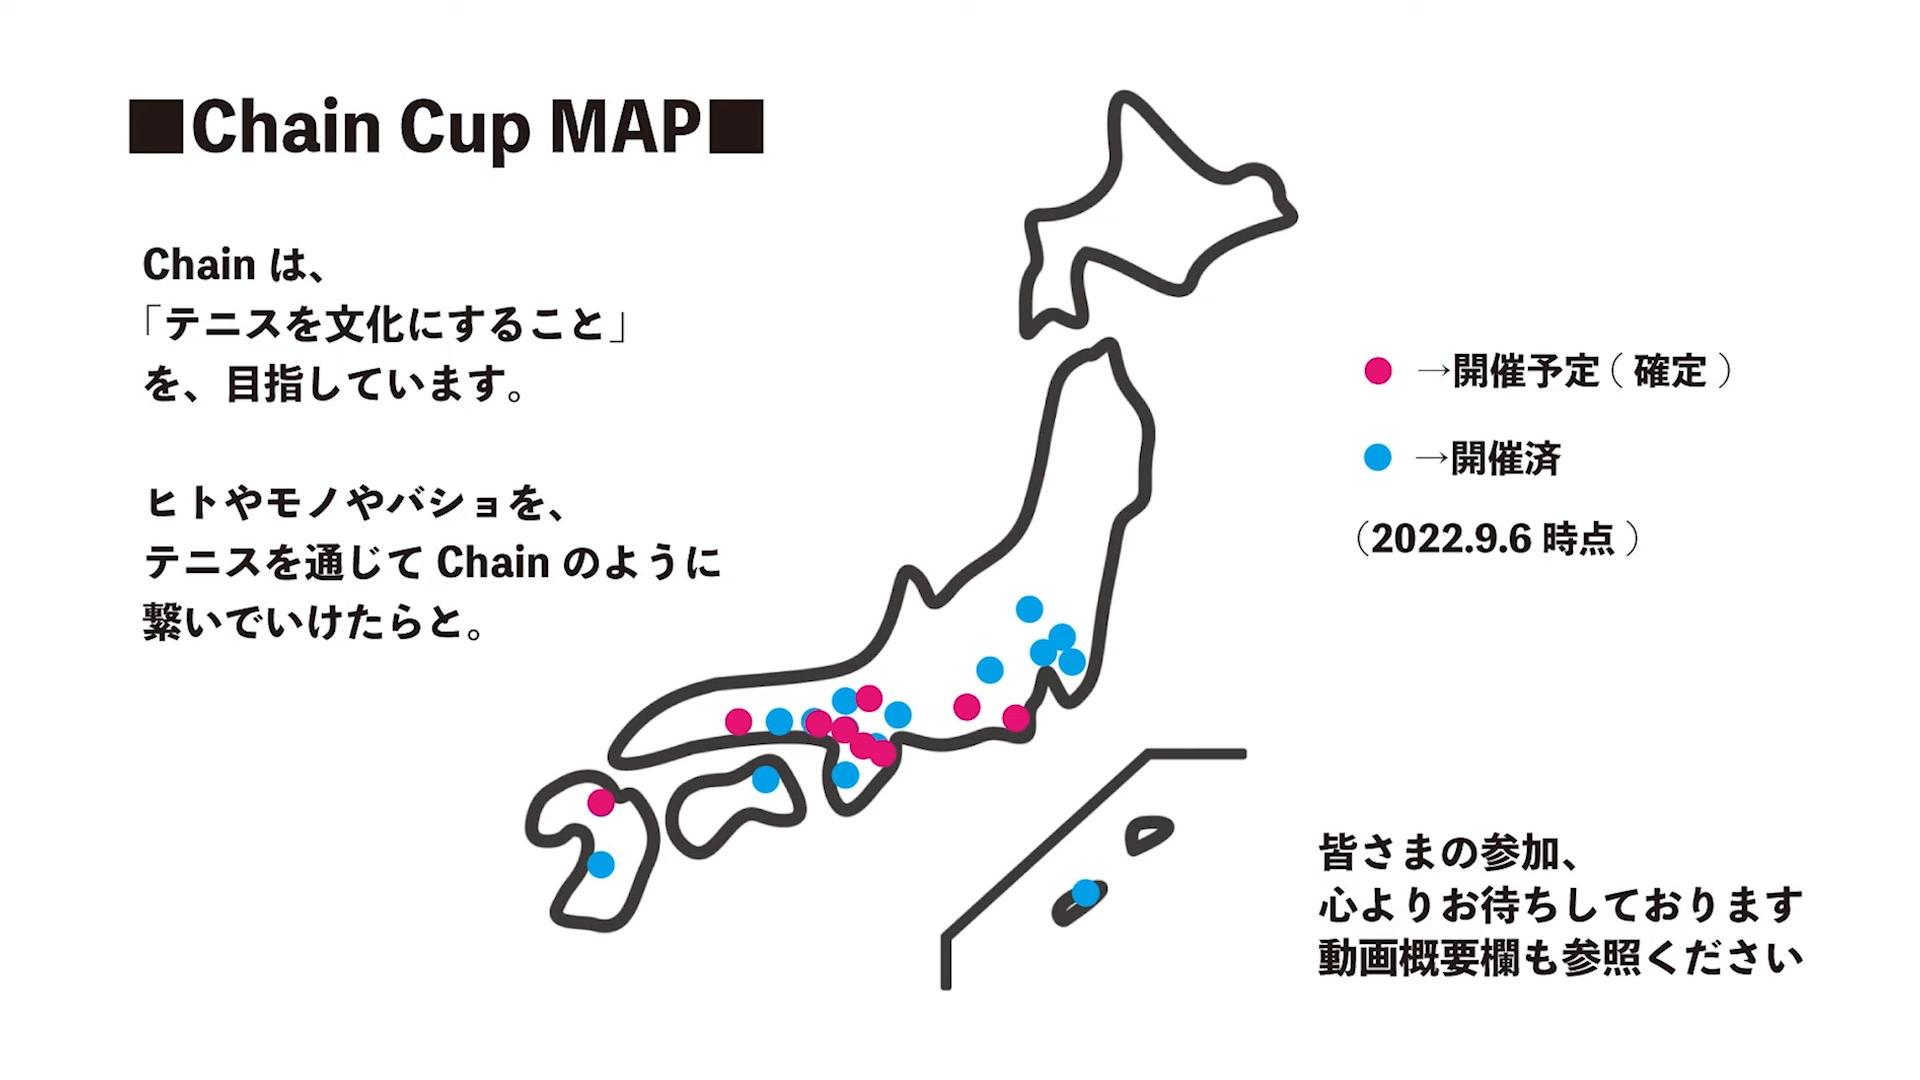 ■Chain Cup MAP■
Chain は、
「テニスを文化にすること」
を、目指しています。
ヒトやモノやバショを、
テニスを通じて Chain のように
繋いでいけたらと。
→開催予定 ( 確定 )
→開催済
（2022.9.6 時点 ）
皆さまの参加、
心よりお待ちしております
動画概要欄も参照ください